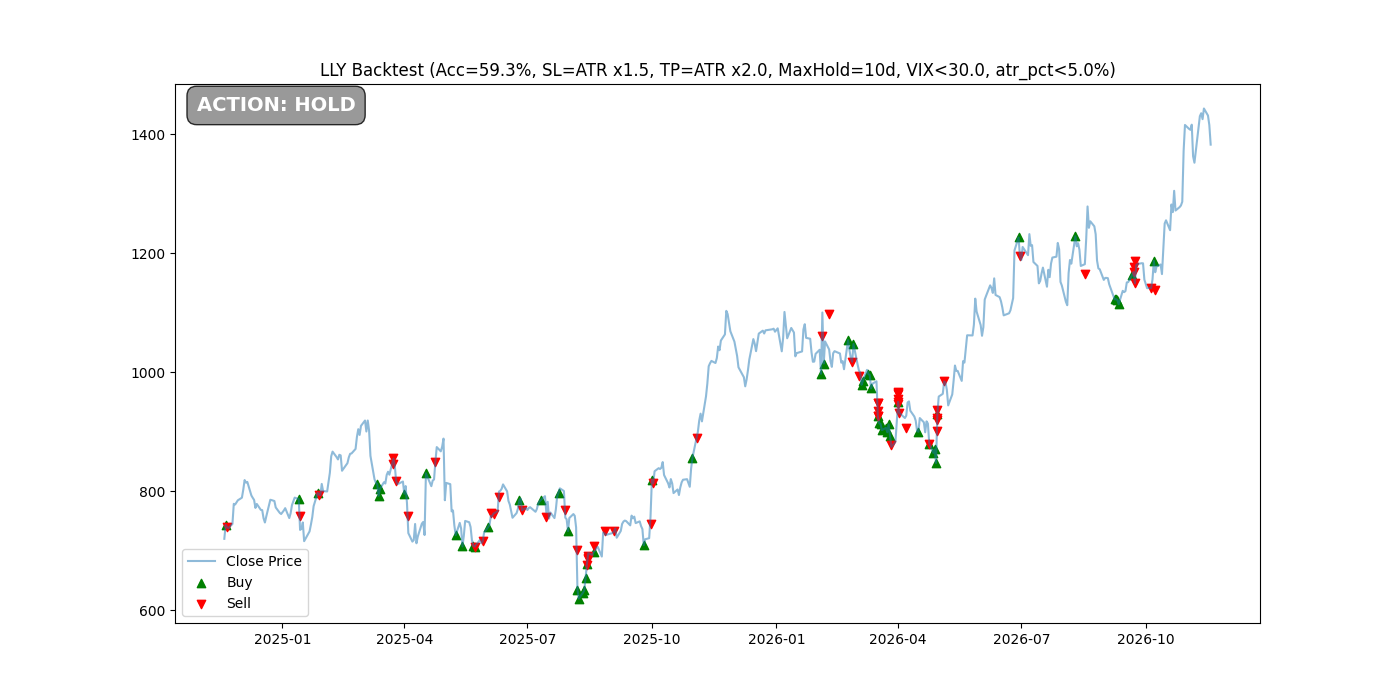 LLY Backtest (Acc=59.3%, SL=ATR x1.5, TP=ATR x2.0, MaxHold=10d, VIX<30.0, atr_pct<5.0%)
ACTION: HOLD
1400
1200
1000
800
600
Close Price
Buy
Sell
2025-01
2025-04
2025-07
2025-10
2026-01
2026-04
2026-07
2026-10